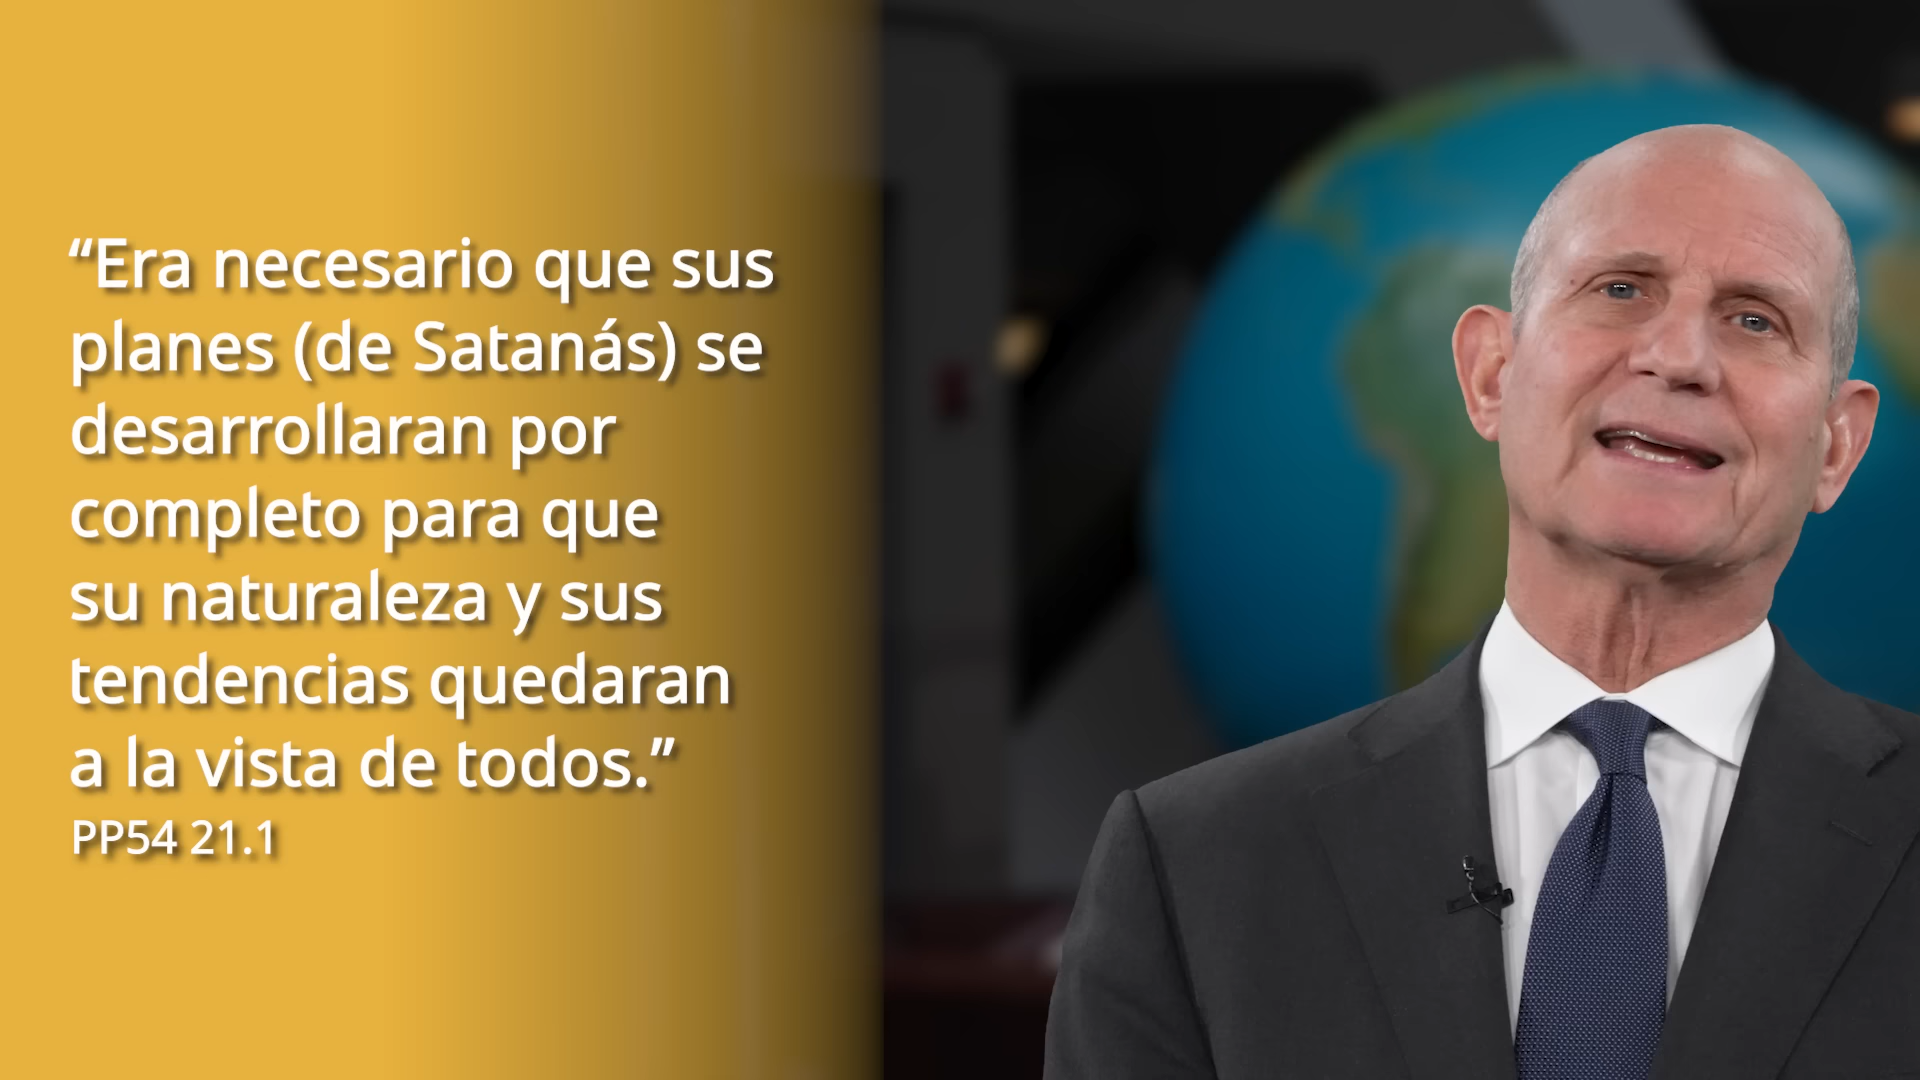 “Era necesario que sus
planes (de Satanás) se
desarrollaran por
completo para que
su naturaleza y sus
tendencias quedaran
a la vista de todos.”
PP54 21.1